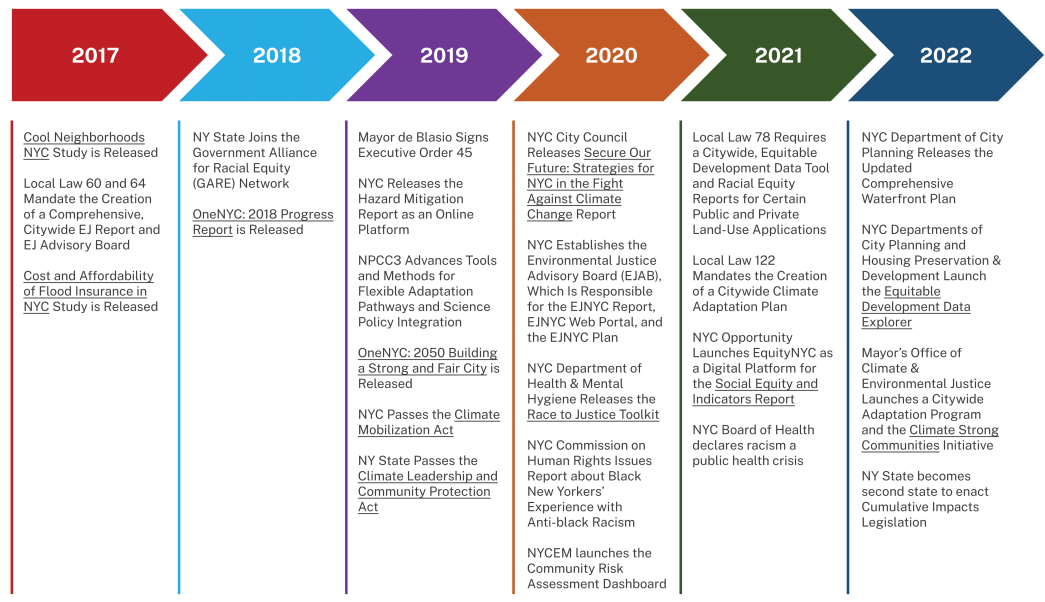 2017
2018
2019
2020
2021
2022
Cool Neighborhoods
NYC Study is Released
Local Law 60 and 64
Mandate the Creation
of a Comprehensive,
Citywide EJ Report and
EJ Advisory Board
Cost and Affordability
of Flood Insurance in
NYC Study is Released
NY State Joins the
Government Alliance
for Racial Equity
(GARE) Network
OneNYC: 2018 Progress
Report is Released
Mayor de Blasio Signs
Executive Order 45
NYC Releases the
Hazard Mitigation
Report as an Online
Platform
NPCC3 Advances Tools
and Methods for
Flexible Adaptation
Pathways and Science
Policy Integration
OneNYC: 2050 Building
a Strong and Fair City is
Released
NYC Passes the Climate
Mobilization Act
NY State Passes the
Climate Leadership and
Community Protection
Act
NYC City Council
Releases Secure Our
Future: Strategies for
NYC in the Fight
Against Climate
Change Report
NYC Establishes the
Environmental Justice
Advisory Board (EJAB),
Which Is Responsible
for the EJNYC Report,
EJNYC Web Portal, and
the EJNYC Plan
NYC Department of
Health & Mental
Hygiene Releases the
Race to Justice Toolkit
NYC Commission on
Human Rights Issues
Report about Black
New Yorkers’
Experience with
Anti-black Racism
NYCEM launches the
Community Risk
Assessment Dashboard
Local Law 78 Requires
a Citywide, Equitable
Development Data Tool
and Racial Equity
Reports for Certain
Public and Private
Land-Use Applications
Local Law 122
Mandates the Creation
of a Citywide Climate
Adaptation Plan
NYC Opportunity
Launches EquityNYC as
a Digital Platform for
the Social Equity and
Indicators Report
NYC Board of Health
declares racism a
public health crisis
NYC Department of City
Planning Releases the
Updated
Comprehensive
Waterfront Plan
NYC Departments of
City Planning and
Housing Preservation &
Development Launch
the Equitable
Development Data
Explorer
Mayor’s Office of
Climate &
Environmental Justice
Launches a Citywide
Adaptation Program
and the Climate Strong
Communities Initiative
NY State becomes
second state to enact
Cumulative Impacts
Legislation